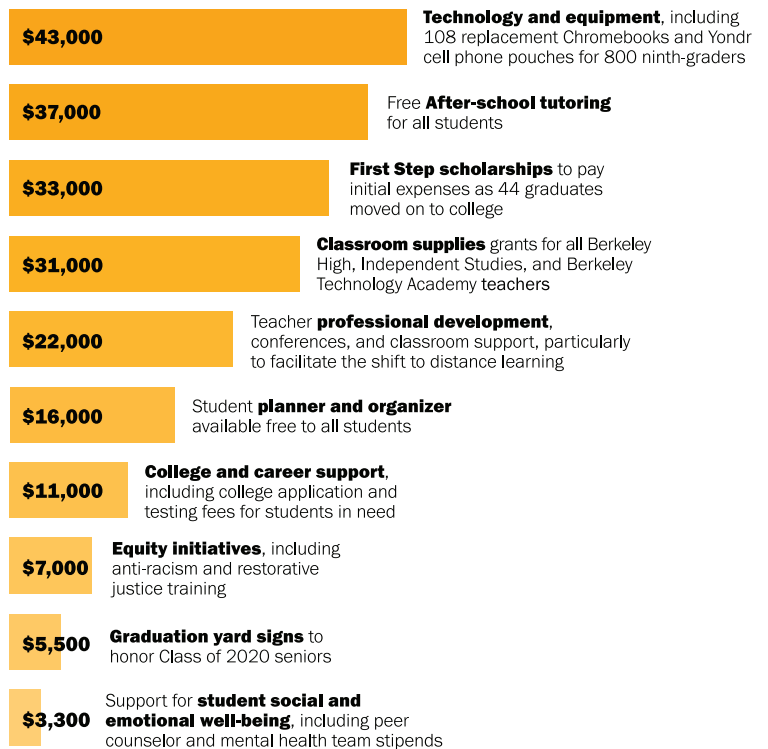 $43,000
Technology and equipment, including
108 replacement Chromebooks and Yondr
cell phone pouches for 800 ninth-graders
$37,000
Free After-school tutoring
for all students
$33,000
First Step scholarships to pay
initial expenses as 44 graduates
moved on to college
$31,000
Classroom supplies grants for all Berkeley
High, Independent Studies, and Berkeley
Technology Academy teachers
$22,000
Teacher professional development,
conferences, and classroom support, particularly
to facilitate the shift to distance learning
$16,000
Student planner and organizer
available free to all students
$11,000
College and career support,
including college application and
testing fees for students in need
$7,000
Equity initiatives, including
anti-racism and restorative
justice training
$5,500
Graduation yard signs to
honor Class of 2020 seniors
$3,300
Support for student social and
emotional well-being, including peer
counselor and mental health team stipends